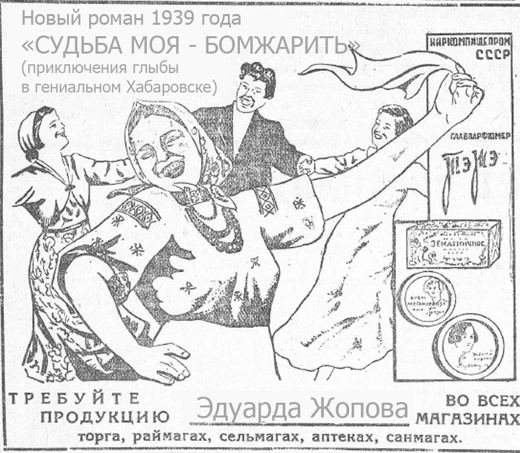 Новый роман 1939 года
«СУДЬБА МОЯ - БОМЖАРИТЬ»
(приключения глыбы
в гениальном Хабаровске)
НАРКОМПИЩЕПРОМ
СССР
ГЛАВПАРФЮМЕР
ТЭЖЭ
ЗЕМЛЯНИЧНОЕ
ТРЕБУЙТЕ
ПРОДУКЦИЮ
Эдуарда Жопова
ВО ВСЕХ
МАГАЗИНАХ
торга, раймагах, сельмагах, аптеках, санмагах.